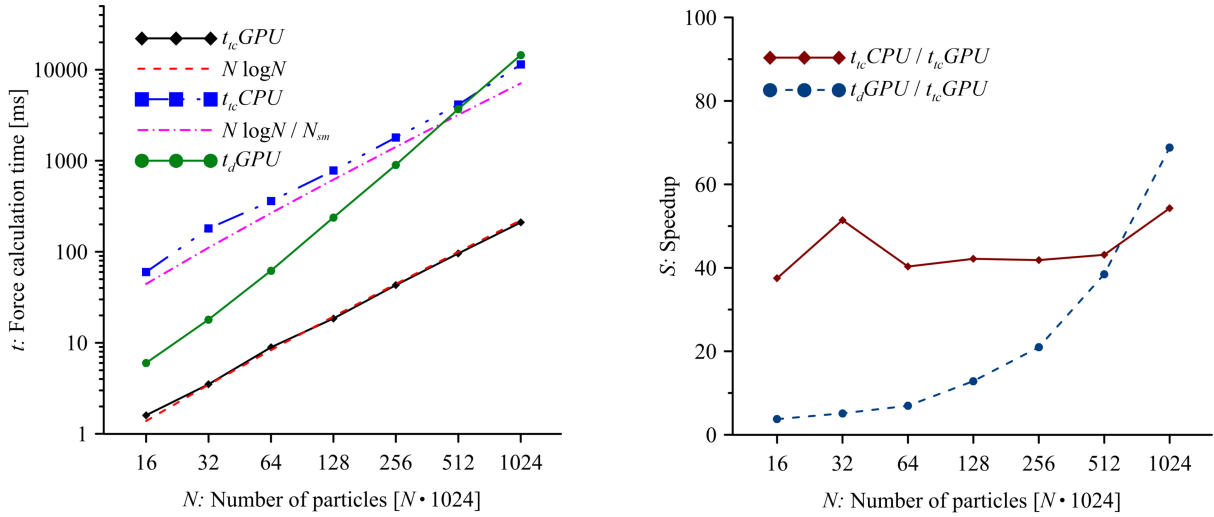 t: Force calculation time [ms]
10000
1000
100
10
1
t_tc GPU
N logN
t_tc CPU
N logN / N_sm
t_d GPU
16 32 64 128 256 512 1024
N: Number of particles [N · 1024]
S: Speedup
100
80
60
40
20
0
t_tc CPU / t_tc GPU
t_d GPU / t_tc GPU
16 32 64 128 256 512 1024
N: Number of particles [N · 1024]